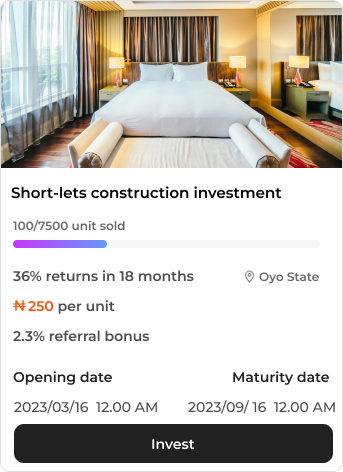 Short-lets construction investment
100/7500 unit sold
36% returns in 18 months
Oyo State
₦250 per unit
2.3% referral bonus
Opening date Maturity date
2023/03/16 12.00 AM 2023/09/ 16 12.00 AM
Invest